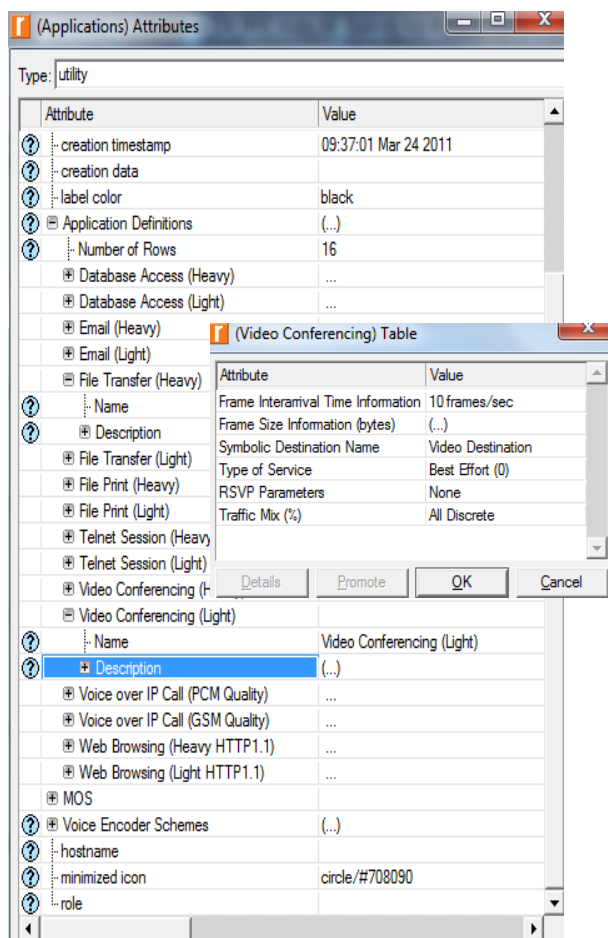 (Applications) Attributes
Type: utility
Attribute Value
creation timestamp 09:37:01 Mar 24 2011
creation data
label color black
Application Definitions (...)
Number of Rows 16
Database Access (Heavy) ...
Database Access (Light) ...
Email (Heavy)
Email (Light)
File Transfer (Heavy)
Name
Description
File Transfer (Light)
File Print (Heavy)
File Print (Light)
Telnet Session (Heavy
Telnet Session (Light)
Video Conferencing (H
Video Conferencing (Light)
Name Video Conferencing (Light)
Description (...)
Voice over IP Call (PCM Quality) ...
Voice over IP Call (GSM Quality) ...
Web Browsing (Heavy HTTP1.1) ...
Web Browsing (Light HTTP1.1) ...
MOS
Voice Encoder Schemes (...)
hostname
minimized icon circle/#708090
role
(Video Conferencing) Table
Attribute Value
Frame Interarrival Time Information 10 frames/sec
Frame Size Information (bytes) (...)
Symbolic Destination Name Video Destination
Type of Service Best Effort (0)
RSVP Parameters None
Traffic Mix (%) All Discrete
Details Promote OK Cancel